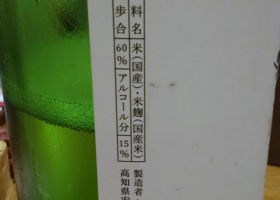 料名 米(国産)・米麹(国産米)
歩合 60% アルコール分 15%
製造者
高知県安